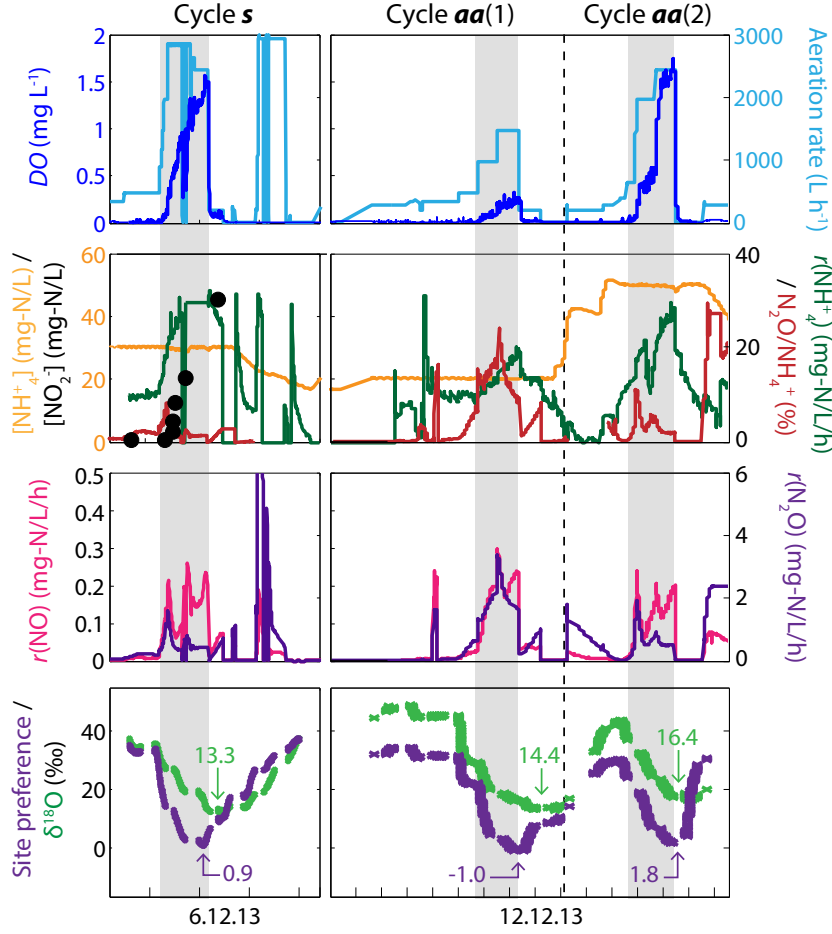 Cycle s
Cycle aa(1)
Cycle aa(2)
DO (mg L⁻¹)
2
1.5
1
0.5
0
3000
2000
1000
0
Aeration rate (L h⁻¹)
[NH₄⁺] (mg-N/L) /
[NO₂⁻] (mg-N/L)
60
40
20
0
40
20
0
/ N₂O/NH₄⁺ (%)
r(NH₄⁺) (mg-N/L/h)
r(NO) (mg-N/L/h)
0.5
0.4
0.3
0.2
0.1
0
6
4
2
0
r(N₂O) (mg-N/L/h)
Site preference /
δ¹⁸O (‰)
40
20
0
13.3
0.9
14.4
-1.0
16.4
1.8
6.12.13
12.12.13